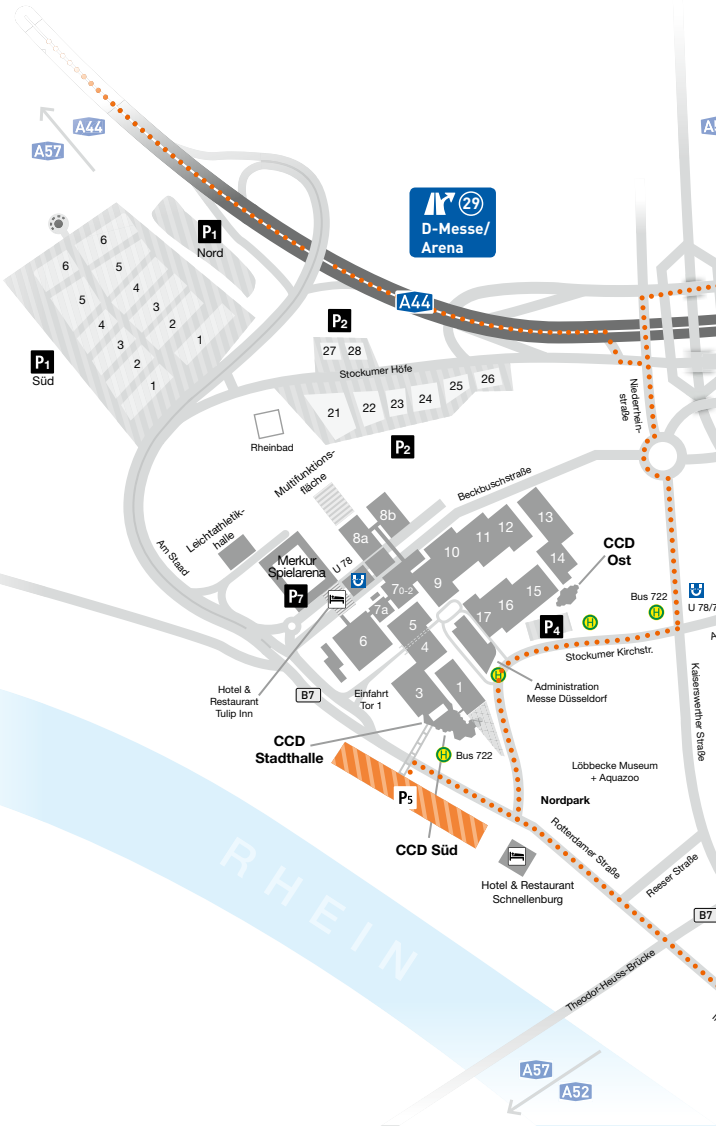 A44
A57
29
D-Messe/
Arena
P1
Nord
6
6
5
5
4
4
3
3
2
2
1
1
P1
Süd
A44
P2
27 28
Stockumer Höfe
21 22 23 24 25 26
P2
Rheinbad
Niederrhein-
straße
Multifunktions-
fläche
Beckbuschstraße
Leichtathletik-
halle
Am Staad
Merkur
Spielarena
P7
U 78
8a
8b
70-2
7a
9
10
11
12
13
14
15
16
17
6
5
4
3
1
CCD
Ost
P4
H
Bus 722
H
U 78/7
Stockumer Kirchstr.
Kaiserswerther Straße
H
Administration
Messe Düsseldorf
Hotel &
Restaurant
Tulip Inn
B7
Einfahrt
Tor 1
CCD
Stadthalle
H
Bus 722
P5
CCD Süd
Löbbecke Museum
+ Aquazoo
Nordpark
Rotterdamer Straße
Hotel & Restaurant
Schnellenburg
Reeser Straße
B7
RHEIN
Theodor-Heuss-Brücke
A57
A52